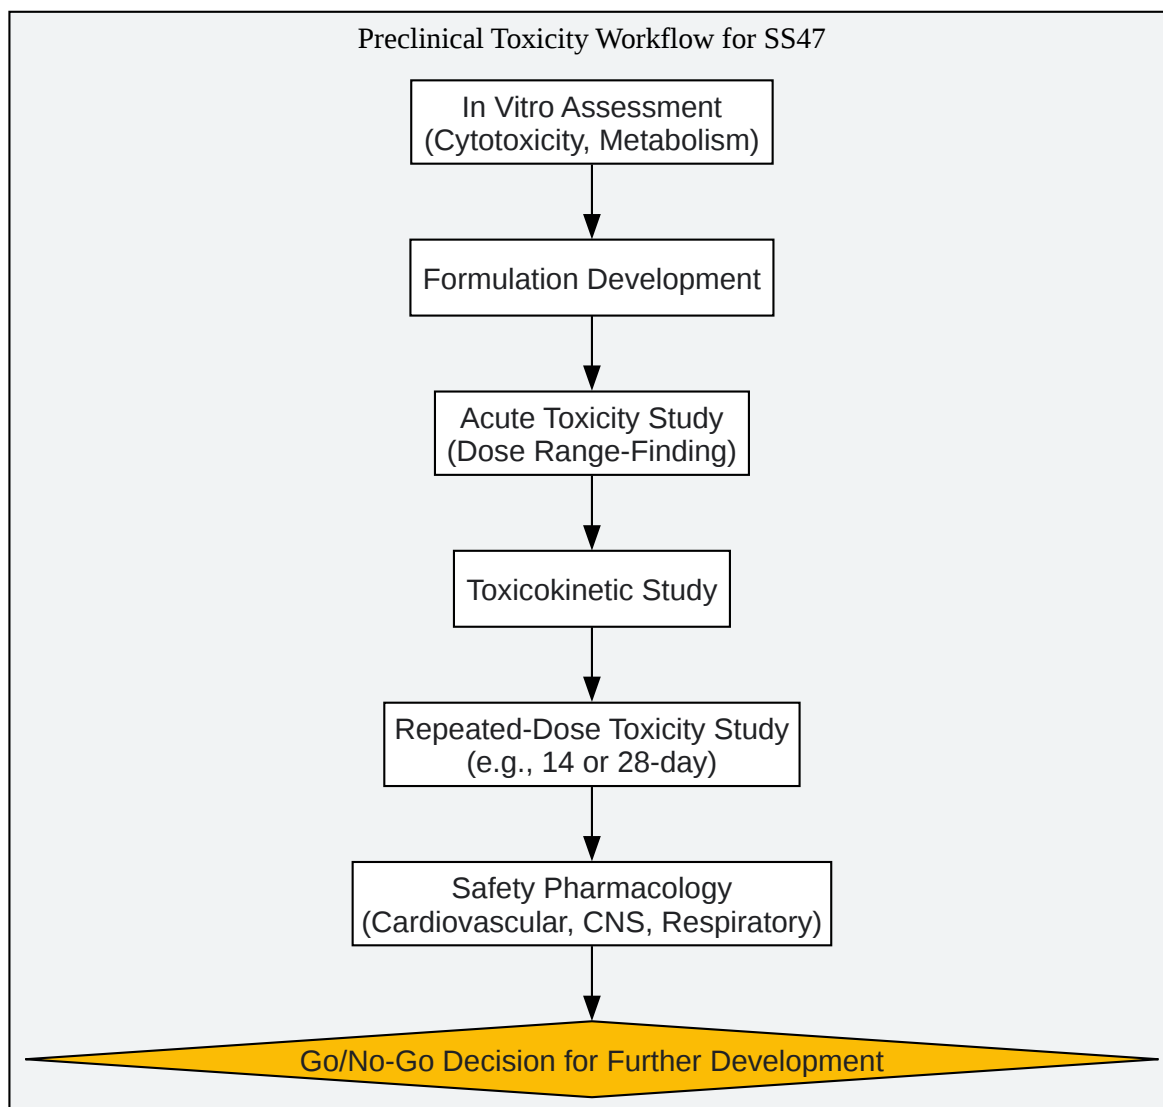 Preclinical Toxicity Workflow for SS47
In Vitro Assessment
(Cytotoxicity, Metabolism)
Formulation Development
Acute Toxicity Study
(Dose Range-Finding)
Toxicokinetic Study
Repeated-Dose Toxicity Study
(e.g., 14 or 28-day)
Safety Pharmacology
(Cardiovascular, CNS, Respiratory)
Go/No-Go Decision for Further Development